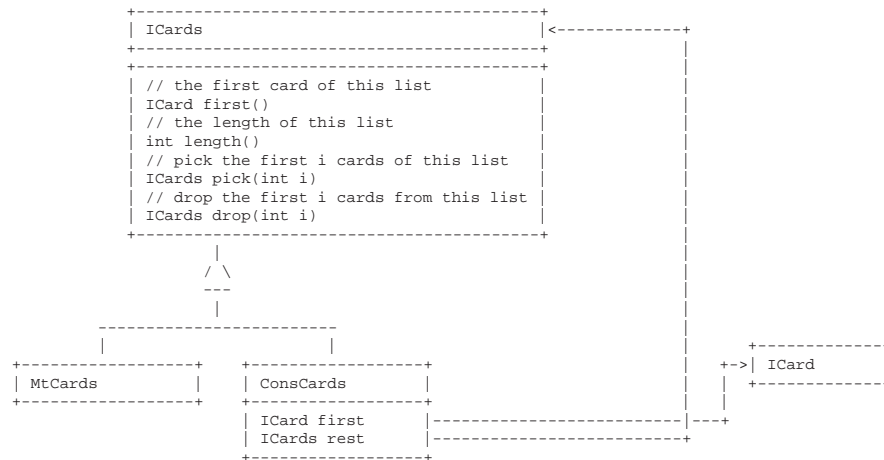 ICards
// the first card of this list
ICard first()
// the length of this list
int length()
// pick the first i cards of this list
ICards pick(int i)
// drop the first i cards from this list
ICards drop(int i)
ICard
MtCards
ConsCards
ICard first
ICards rest